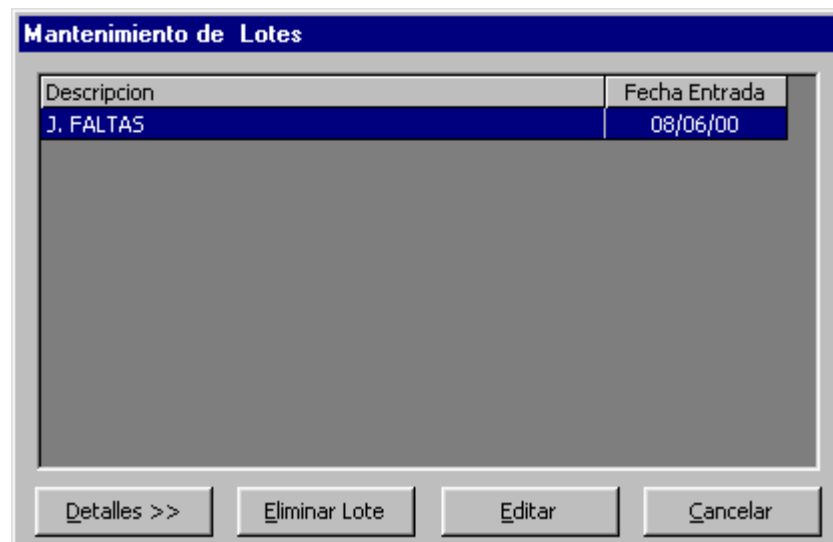 Mantenimiento de Lotes
Descripcion Fecha Entrada
J. FALTAS 08/06/00
Detalles >> Eliminar Lote Editar Cancelar